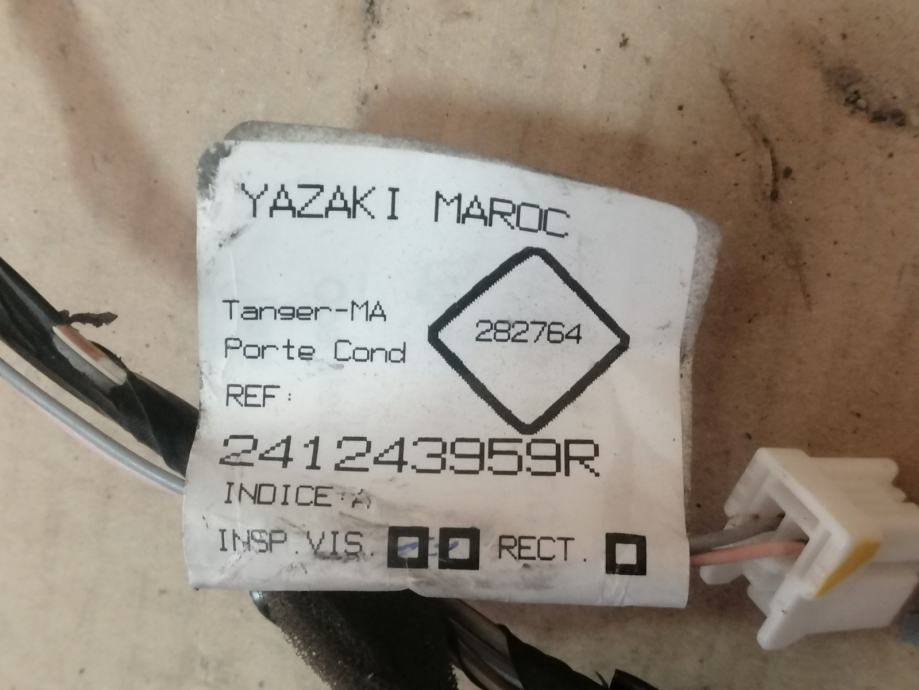 YAZAKI MAROC
Tanger-MA
282764
Porte Cond
REF:
241243959R
INDICE:A
INSP.VIS. RECT.